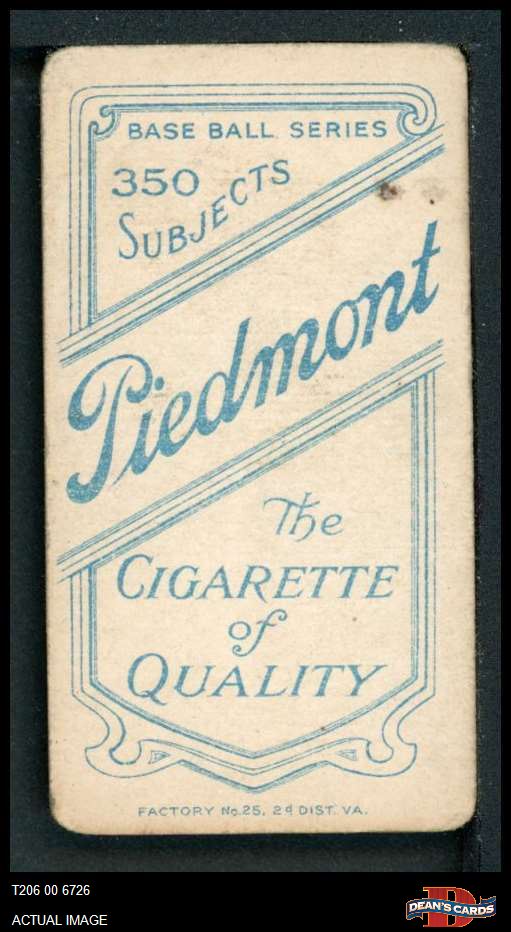 BASE BALL SERIES
350
SUBJECTS
Piedmont
The
CIGARETTE
of
QUALITY
FACTORY No. 25, 2d DIST. VA.
T206 00 6726
ACTUAL IMAGE
DEAN'S CARDS